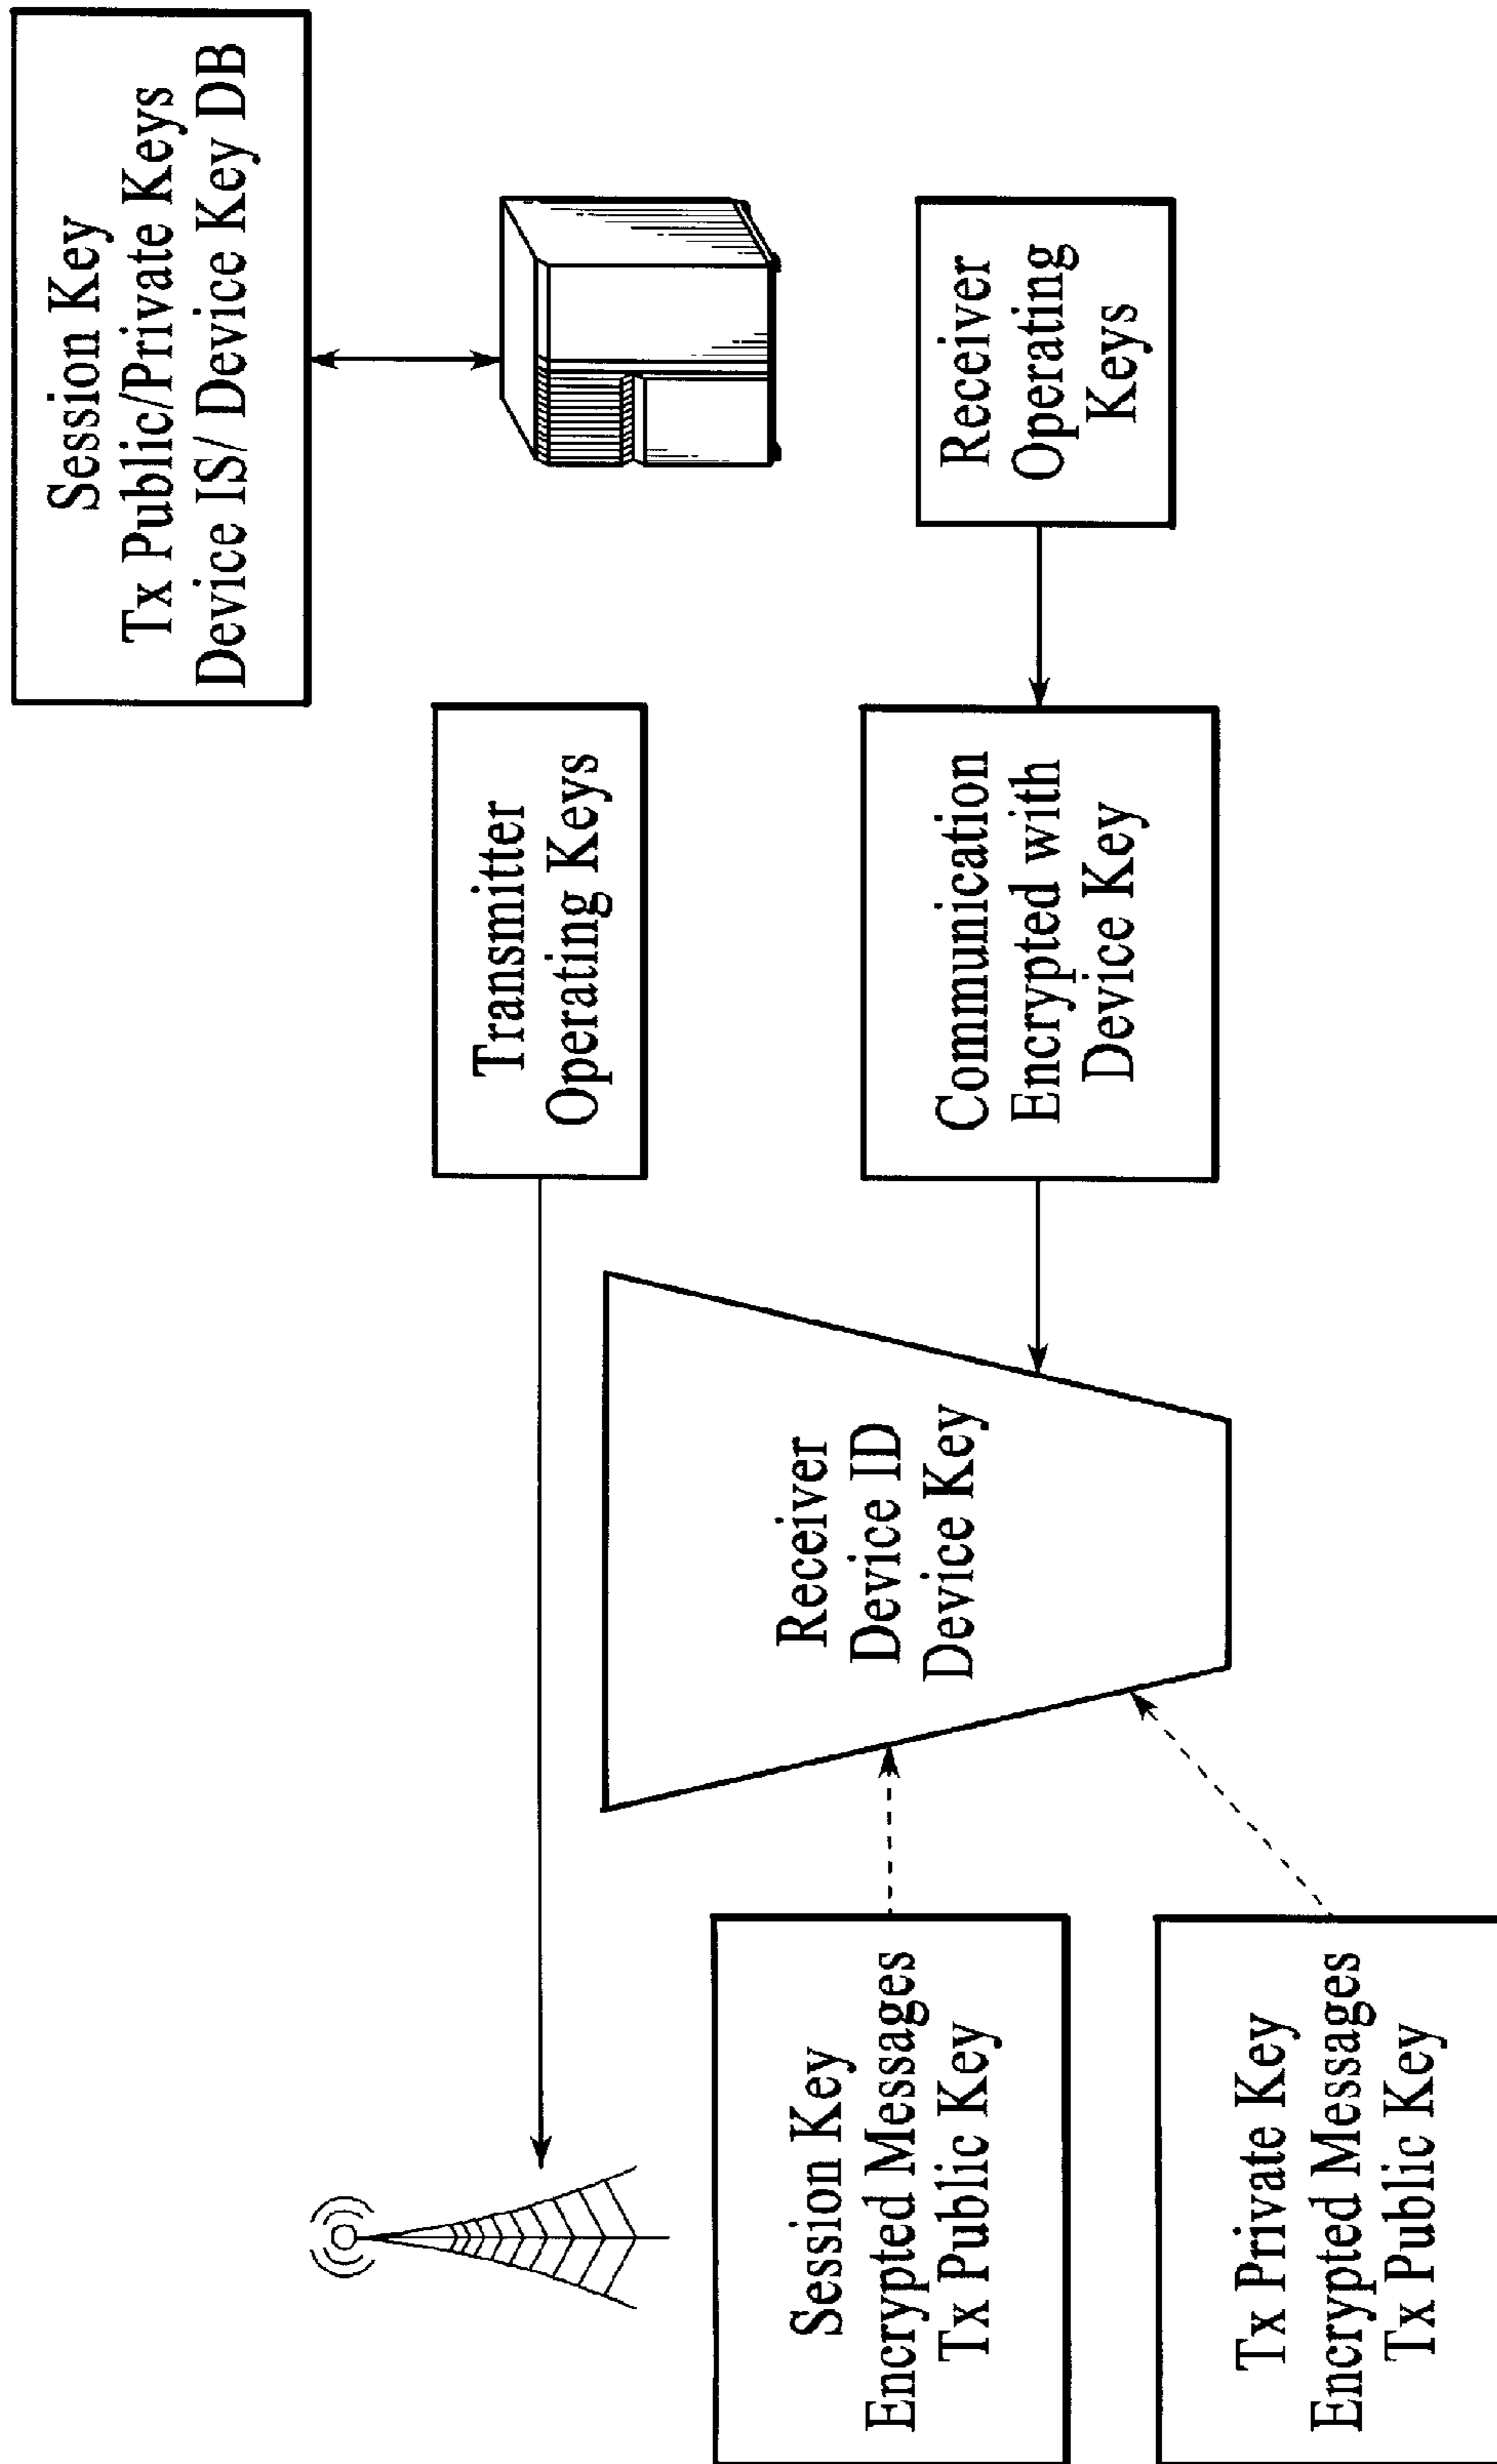 Session Key
Tx Public/Private Keys
Device IS/ Device Key DB
Transmitter
Operating Keys
Receiver
Operating
Keys
Communication
Encrypted with
Device Key
Receiver
Device ID
Device Key
Session Key
Encrypted Messages
Tx Public Key
Tx Private Key
Encrypted Messages
Tx Public Key